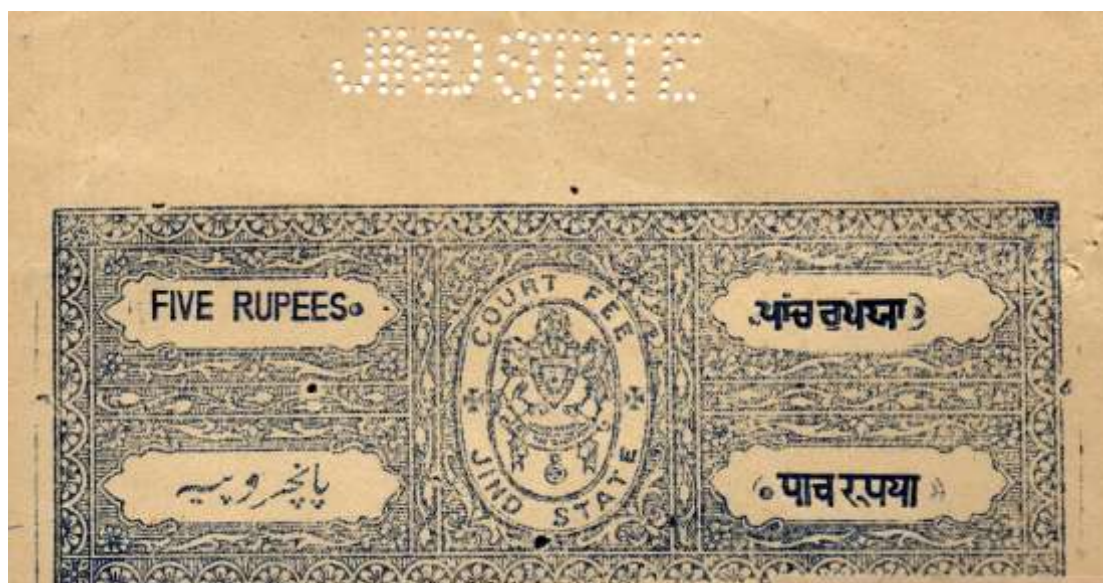 JIND STATE
FIVE RUPEES
COURT FEE
JIND STATE
ਪਾਂਚ ਰੁਪਯਾ
پانچ روپیہ
पाच रुपया